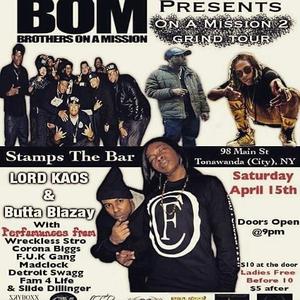 BOM
BROTHERS ON A MISSION
PRESENTS
ON A MISSION 2
GRIND TOUR
Stamps The Bar
98 Main St
Tonawanda (City), NY
LORD KAOS
&
Butta Blazay
With
Perfomances from
Wreckless Stro
Corona Biggs
F.U.K Gang
Madclock
Detroit Swagg
Fam 4 Life
& Slide Dillinger
Saturday
April 15th
Doors Open
@9pm
$10 at the door
Ladies Free
Before 10
$5 after